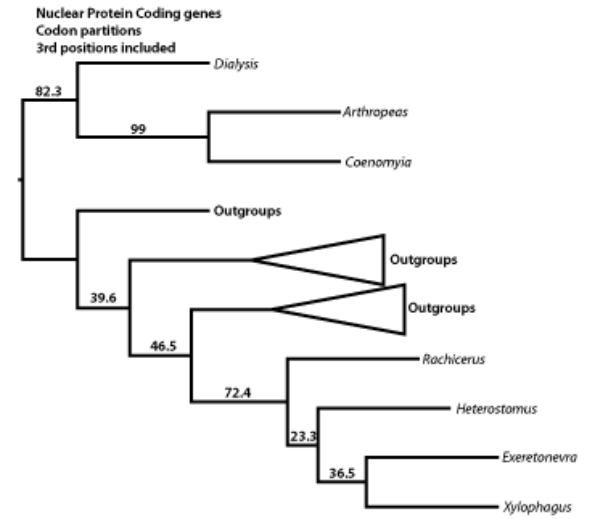 Nuclear Protein Coding genes
Codon partitions
3rd positions included
Dialysis
82.3
Arthropeas
99
Coenomyia
Outgroups
Outgroups
39.6
Outgroups
46.5
Rachicerus
72.4
Heterostomus
23.3
Exeretonevra
36.5
Xylophagus